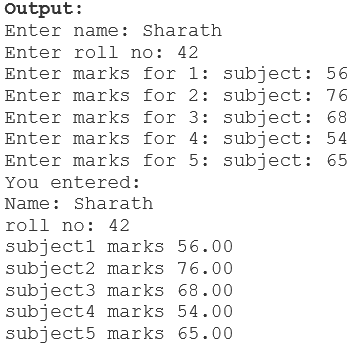 Output:
Enter name: Sharath
Enter roll no: 42
Enter marks for 1: subject: 56
Enter marks for 2: subject: 76
Enter marks for 3: subject: 68
Enter marks for 4: subject: 54
Enter marks for 5: subject: 65
You entered:
Name: Sharath
roll no: 42
subject1 marks 56.00
subject2 marks 76.00
subject3 marks 68.00
subject4 marks 54.00
subject5 marks 65.00